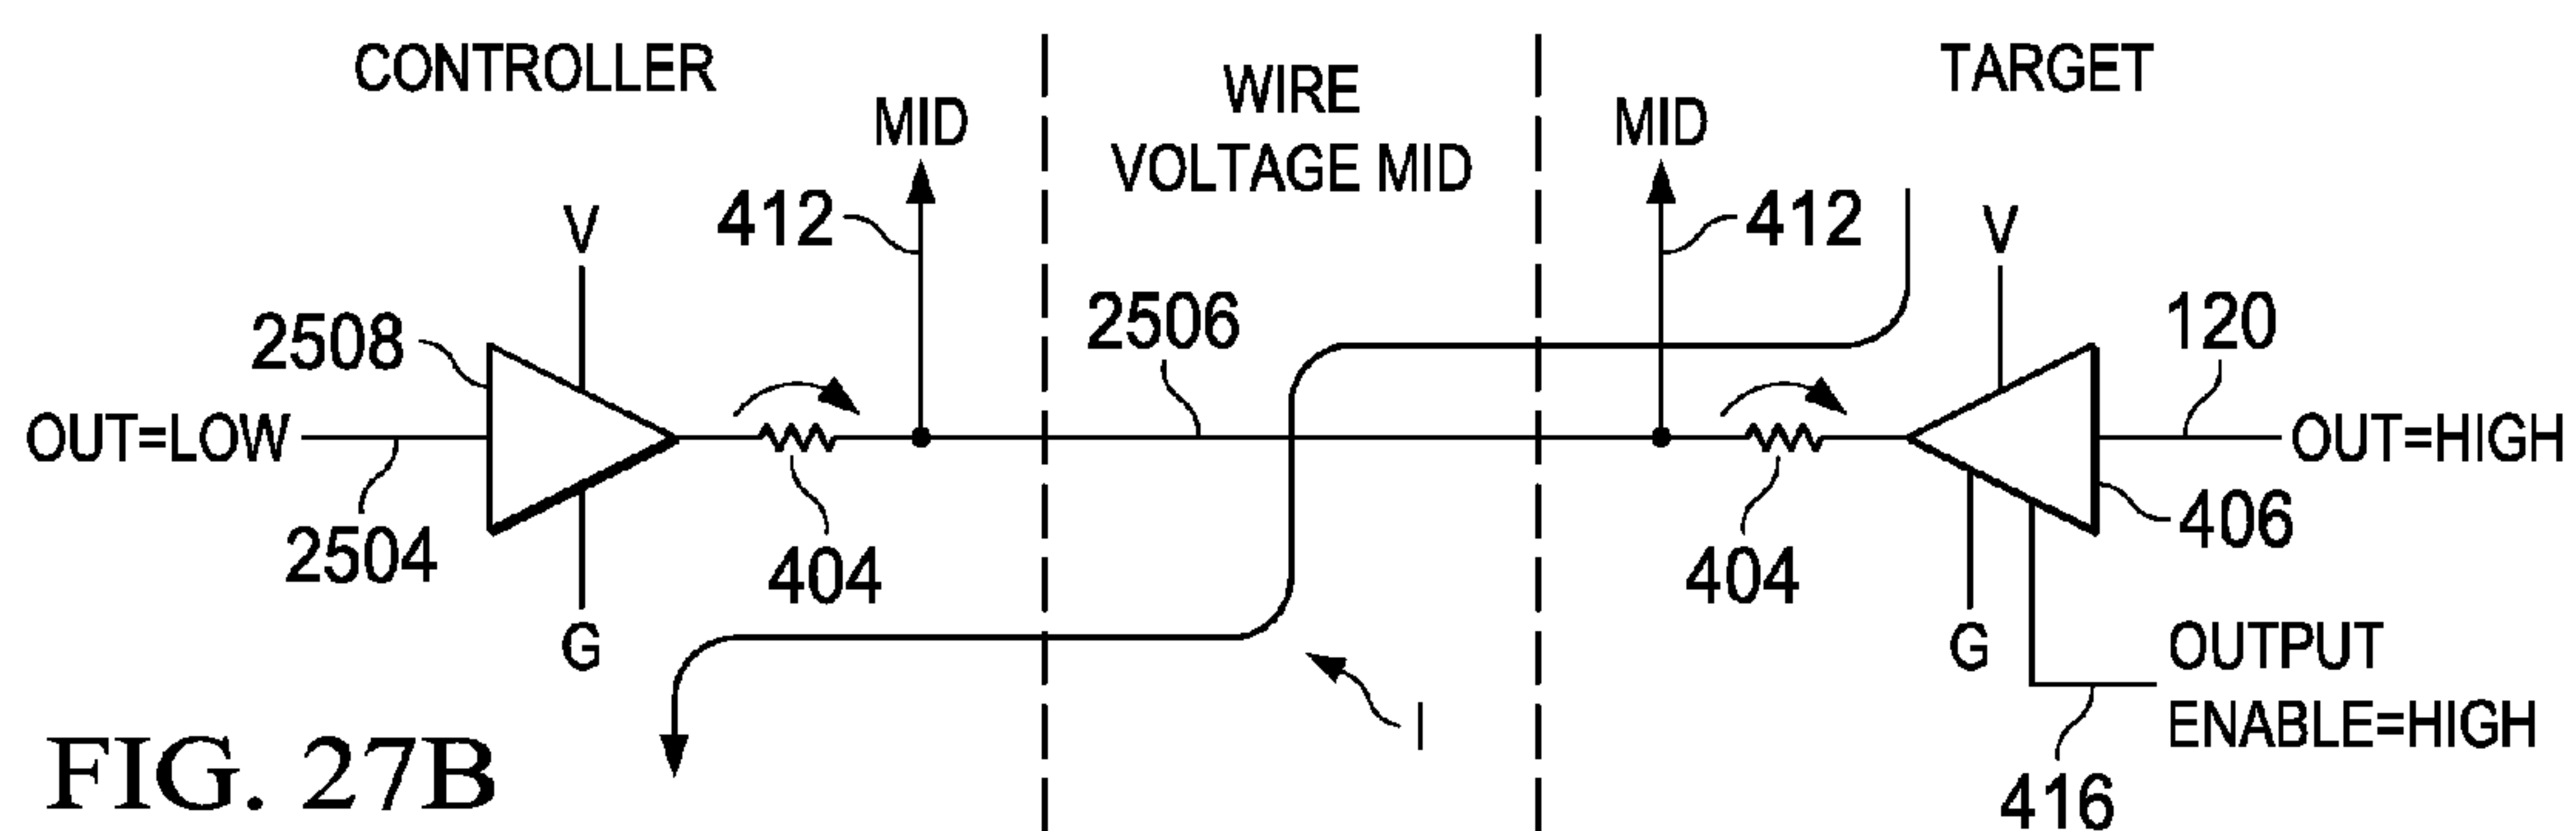 CONTROLLER
WIRE
VOLTAGE MID
TARGET
MID
MID
412
412
V
V
2508
2506
120
OUT=LOW
OUT=HIGH
2504
404
404
406
G
G
OUTPUT
ENABLE=HIGH
I
416
FIG. 27B